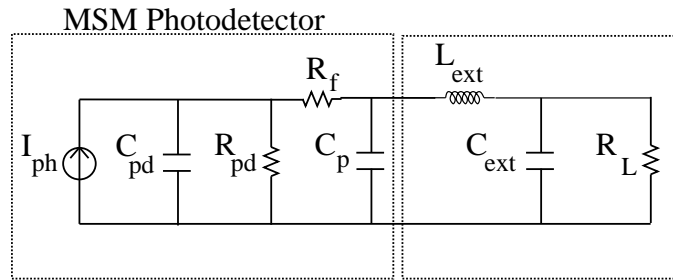 MSM Photodetector
R_f
L_ext
I_ph
C_pd
R_pd
C_p
C_ext
R_L